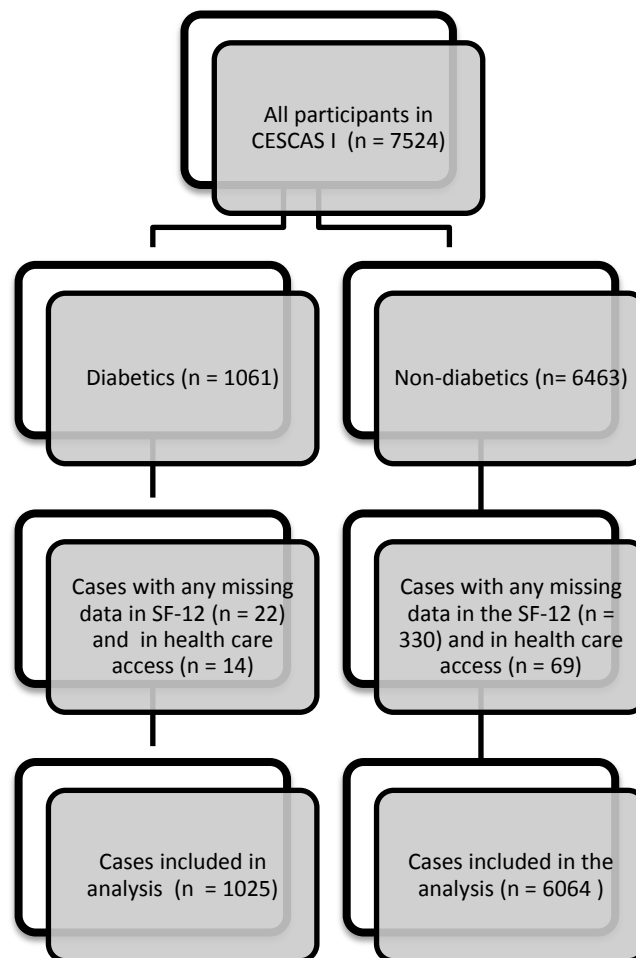 All participants in
CESCAS I  (n = 7524)
Diabetics (n = 1061)
Non-diabetics (n= 6463)
Cases with any missing
data in SF-12 (n = 22)
and  in health care
access (n = 14)
Cases with any missing
data in the SF-12 (n =
330) and in health care
access (n = 69)
Cases included in
analysis  (n  = 1025)
Cases included in the
analysis (n = 6064 )